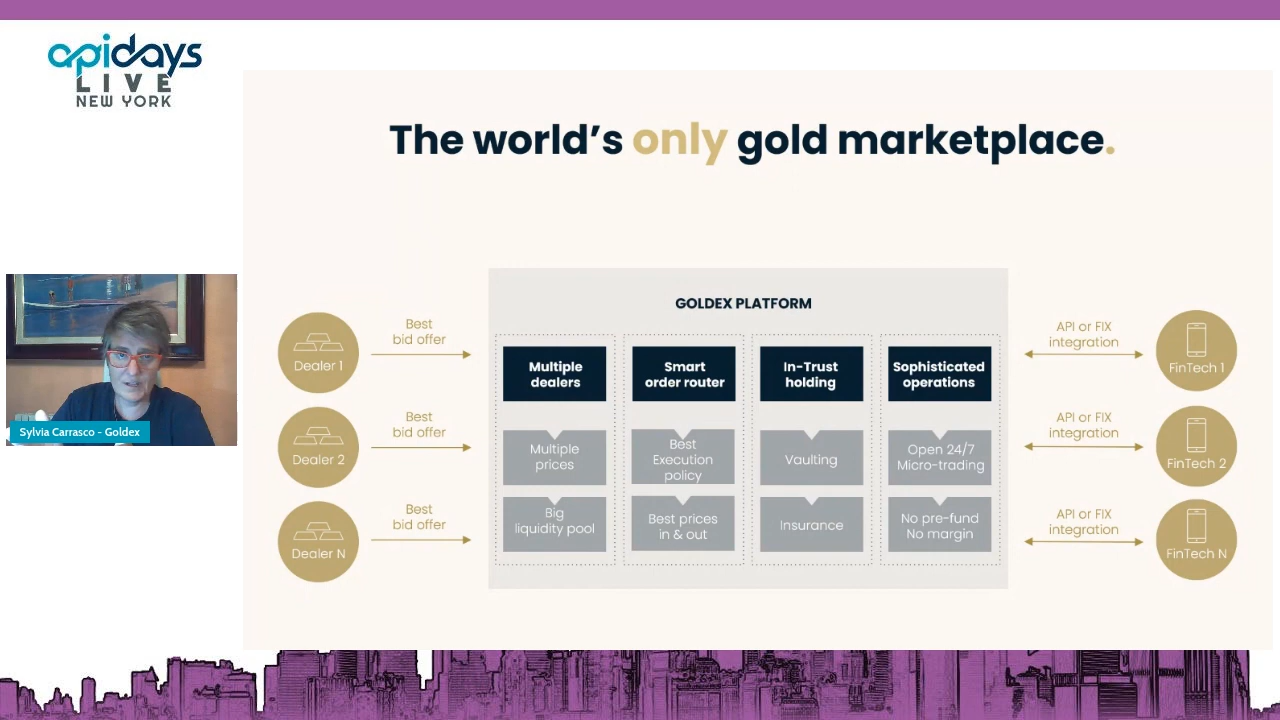 apidays
LIVE
NEW YORK
The world's only gold marketplace.
GOLDEX PLATFORM
Dealer 1
Best
bid offer
Dealer 2
Best
bid offer
Dealer N
Best
bid offer
Multiple
dealers
Multiple
prices
Big
liquidity pool
Smart
order router
Best
Execution
policy
Best prices
in & out
In-Trust
holding
Vaulting
Insurance
Sophisticated
operations
Open 24/7
Micro-trading
No pre-fund
No margin
API or FIX
integration
FinTech 1
API or FIX
integration
FinTech 2
API or FIX
integration
FinTech N
Sylvia Carrasco - Goldex